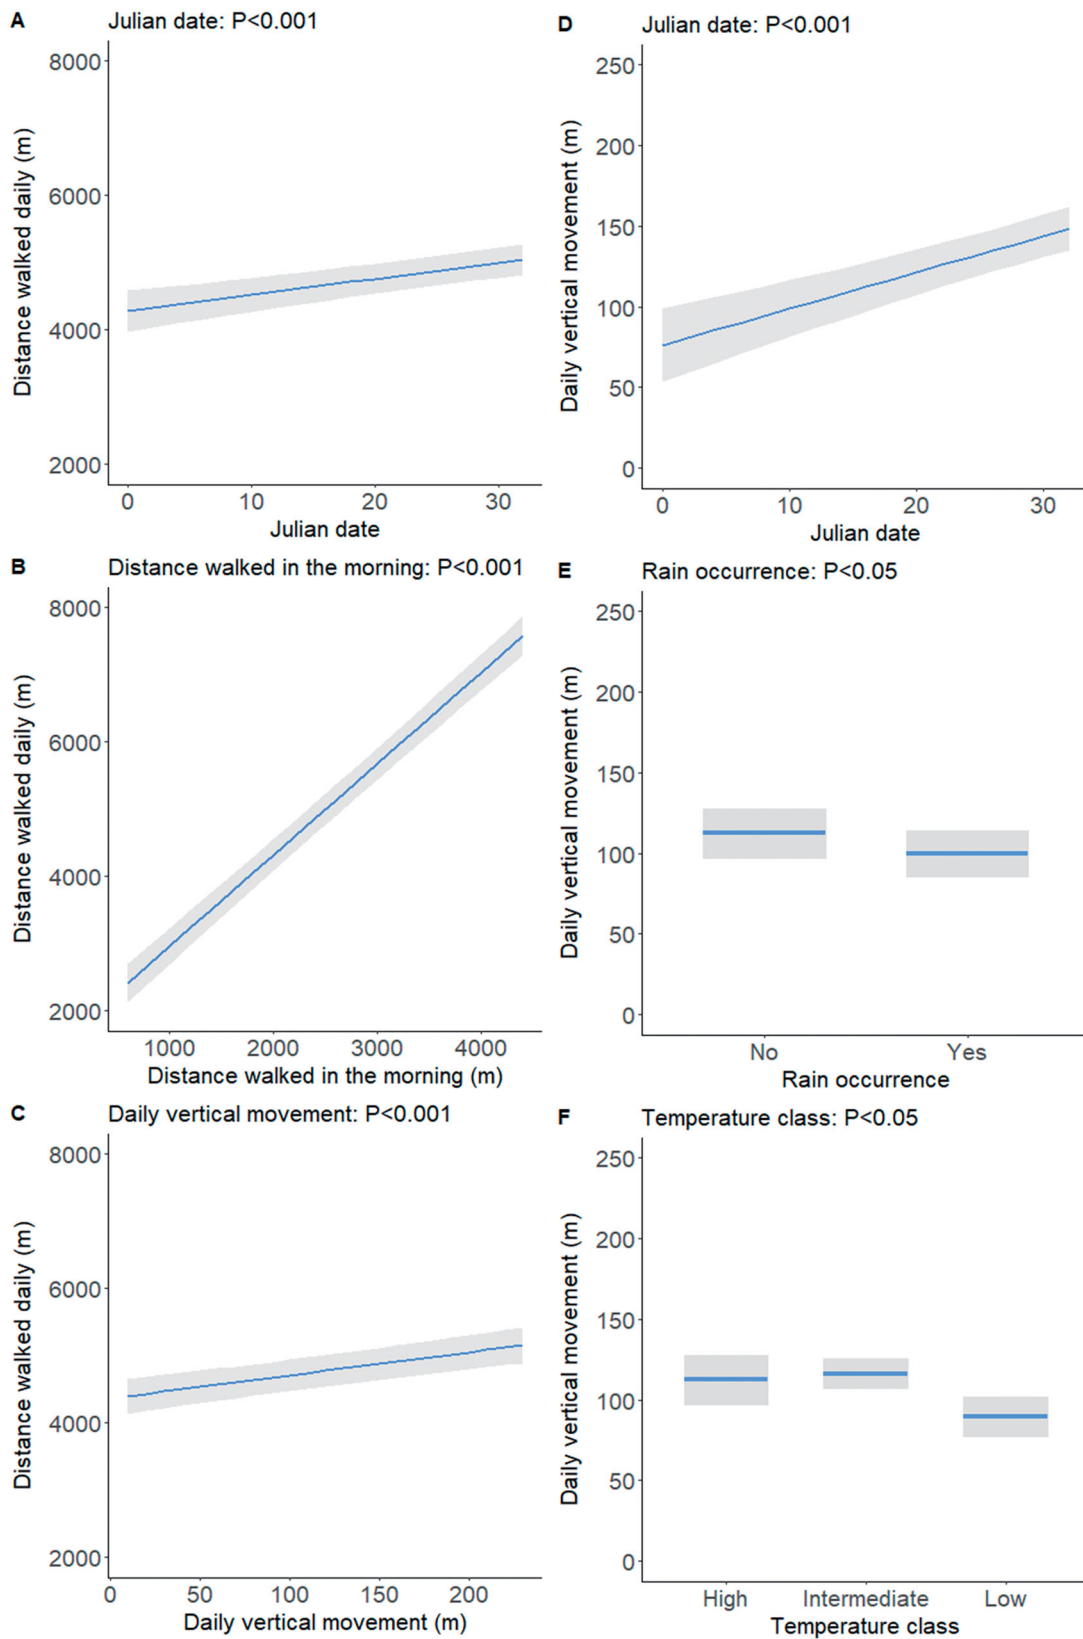 A
Julian date: P<0.001
Distance walked daily (m)
8000
6000
4000
2000
0 10 20 30
Julian date
B
Distance walked in the morning: P<0.001
Distance walked daily (m)
8000
6000
4000
2000
1000 2000 3000 4000
Distance walked in the morning (m)
C
Daily vertical movement: P<0.001
Distance walked daily (m)
8000
6000
4000
2000
0 50 100 150 200
Daily vertical movement (m)
D
Julian date: P<0.001
Daily vertical movement (m)
250
200
150
100
50
0
0 10 20 30
Julian date
E
Rain occurrence: P<0.05
Daily vertical movement (m)
250
200
150
100
50
0
No Yes
Rain occurrence
F
Temperature class: P<0.05
Daily vertical movement (m)
250
200
150
100
50
0
High Intermediate Low
Temperature class